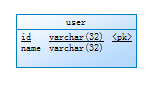 user
id varchar(32) <pk>
name varchar(32)